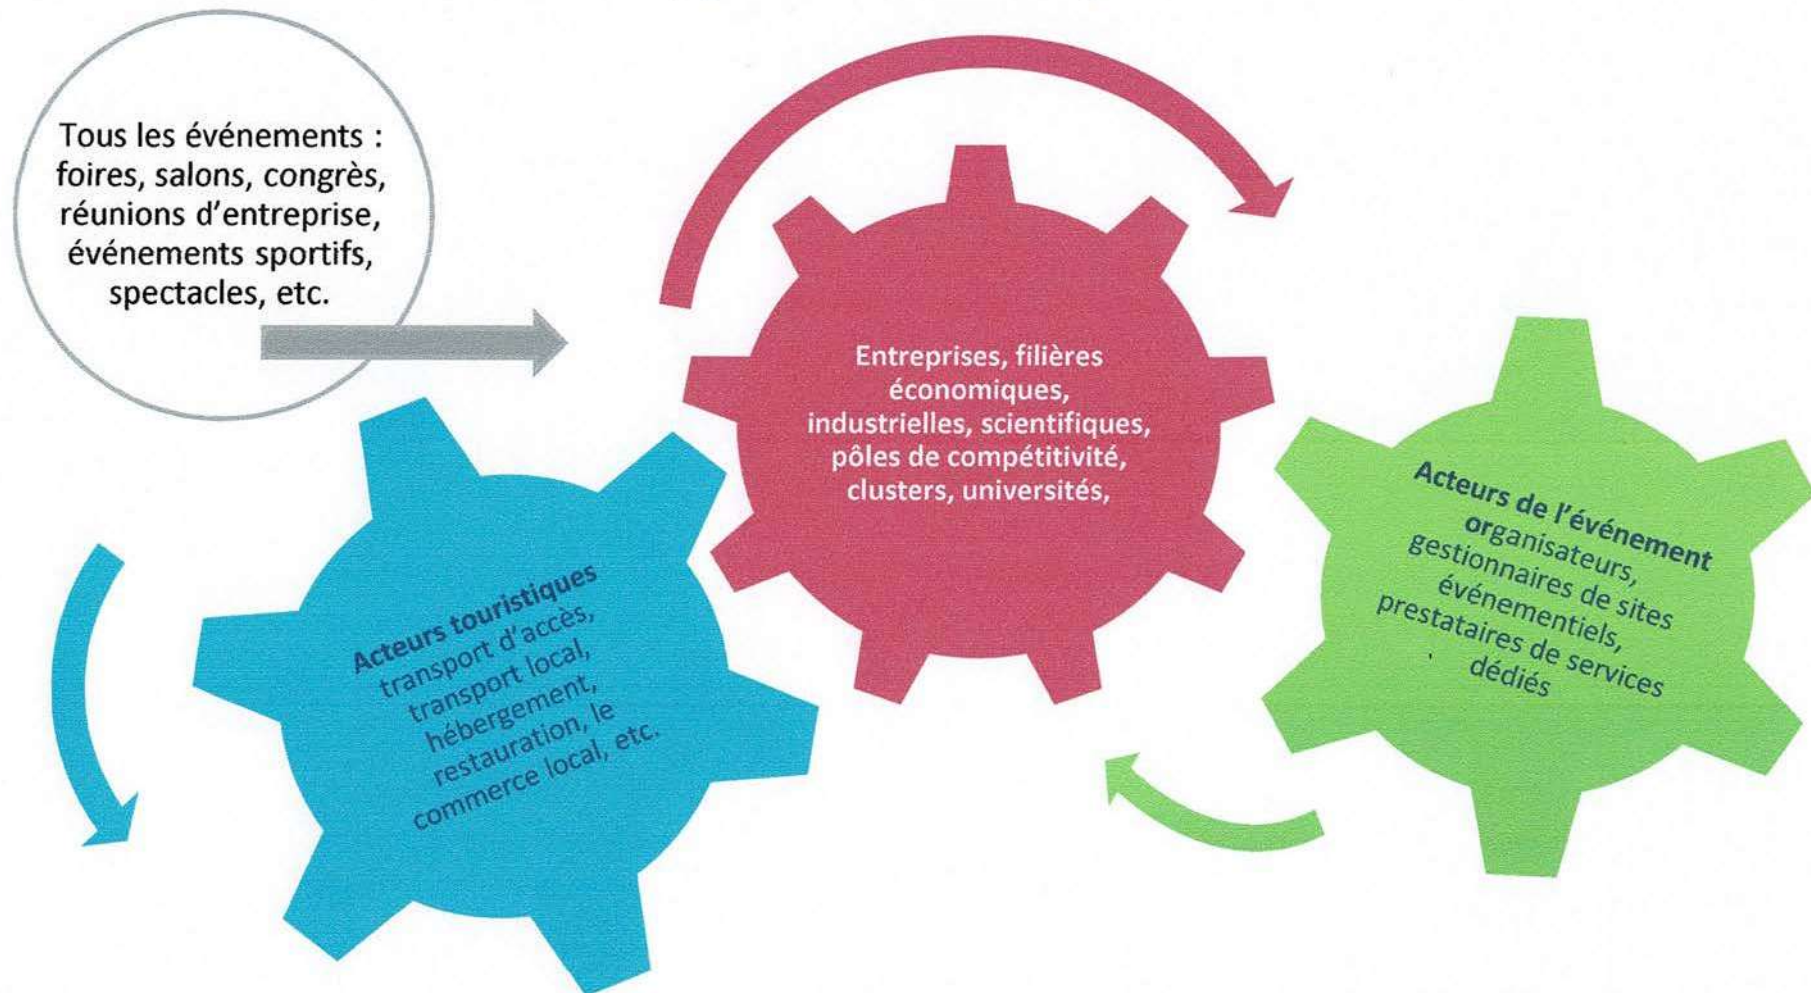 Tous les événements :
foires, salons, congrès,
réunions d'entreprise,
événements sportifs,
spectacles, etc.
Entreprises, filières
économiques,
industrielles, scientifiques,
pôles de compétitivité,
clusters, universités,
Acteurs touristiques
transport d'accès,
transport local,
hébergement,
restauration, le
commerce local, etc.
Acteurs de l'événement
organisateurs,
gestionnaires de sites
événementiels,
prestataires de services
dédiés